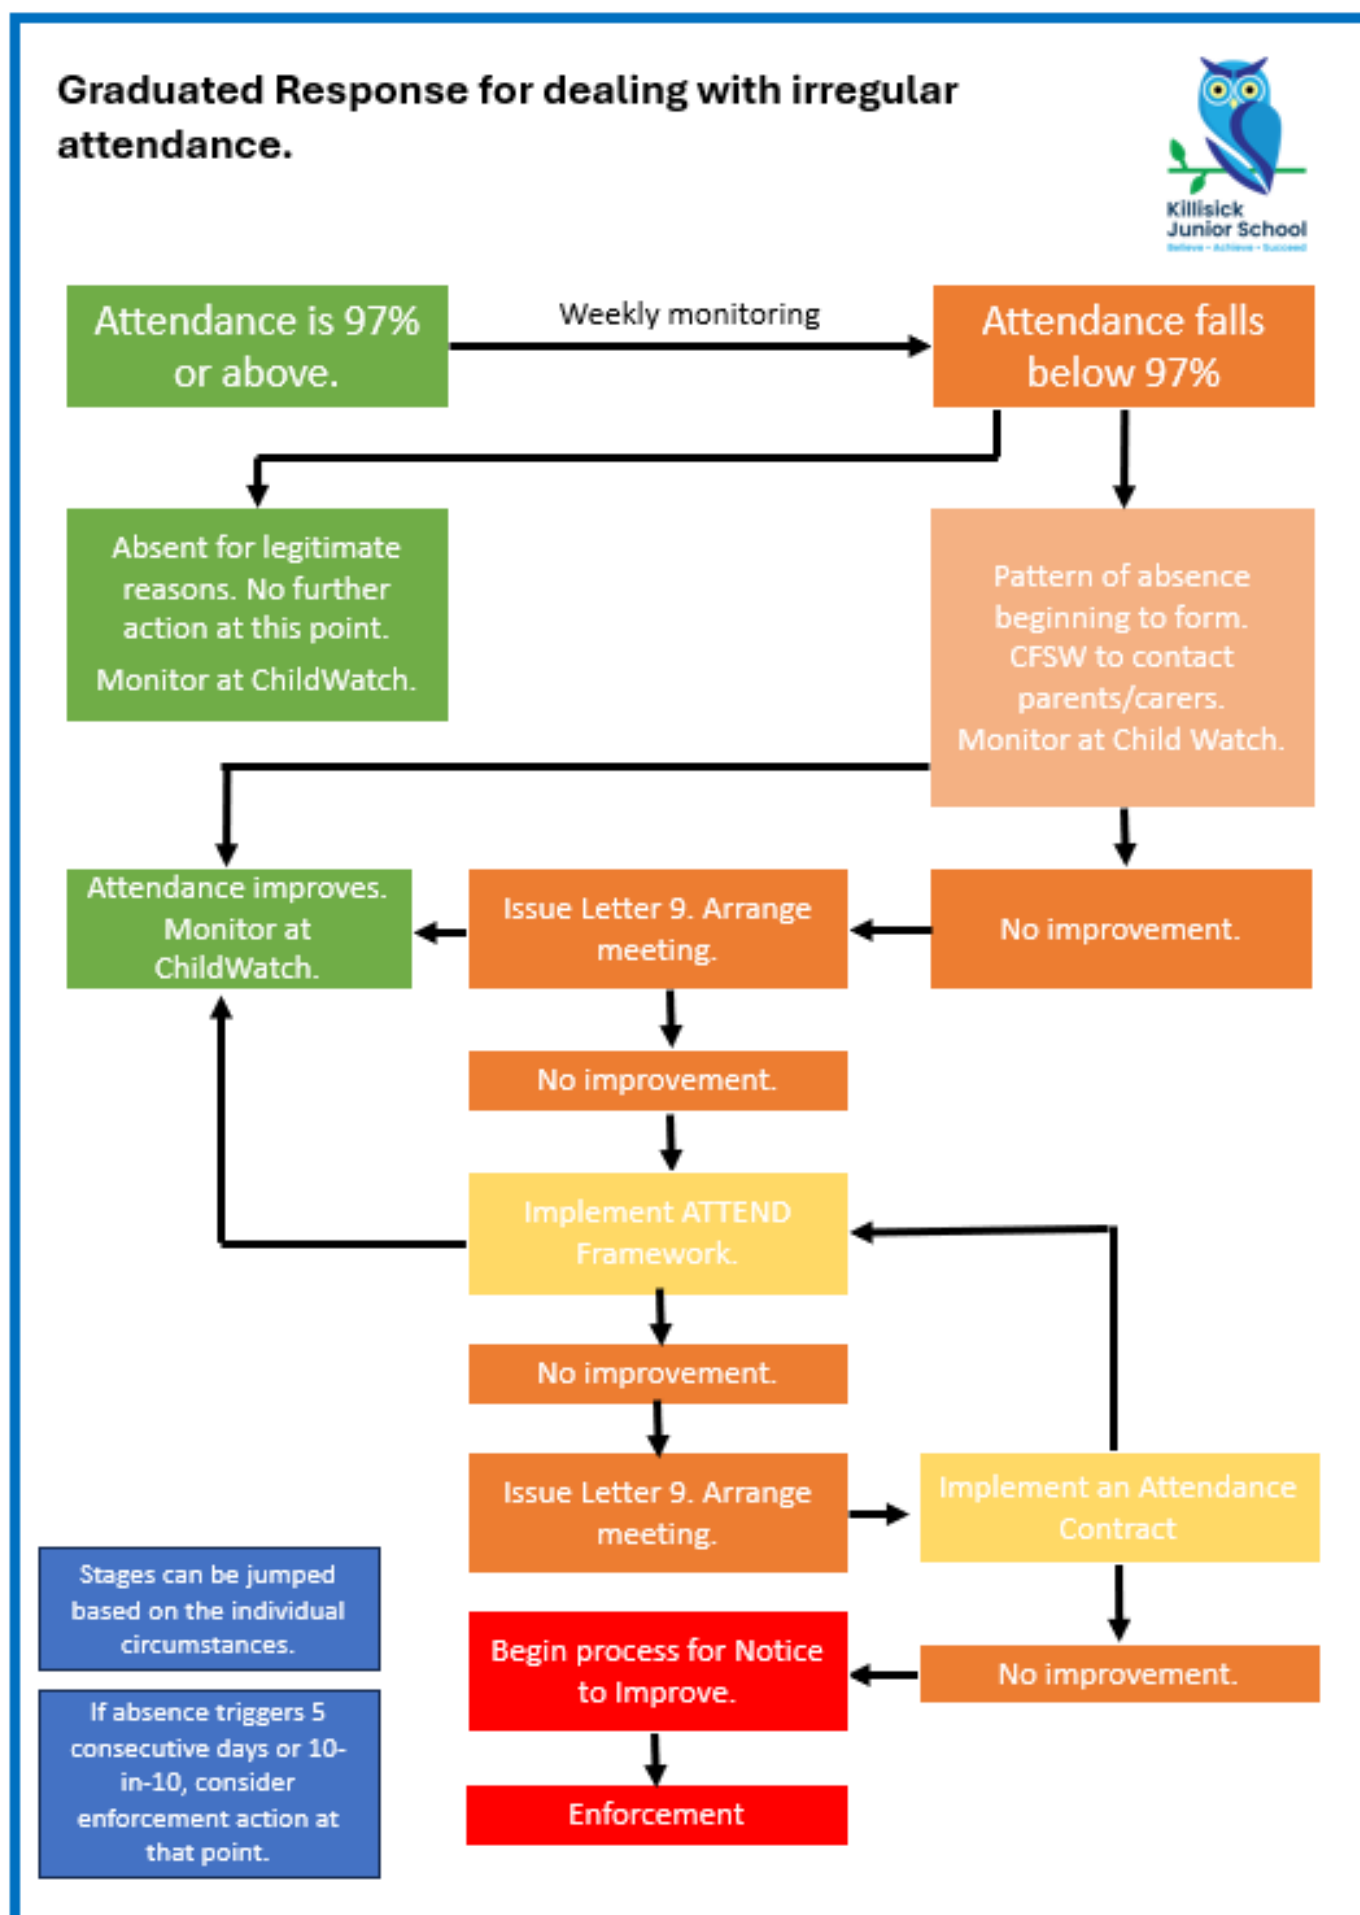 Graduated Response for dealing with irregular
attendance.
Killisick
Junior School
Believe - Achieve - Succeed
Attendance is 97%
or above.
Weekly monitoring
Attendance falls
below 97%
Absent for legitimate
reasons. No further
action at this point.
Monitor at ChildWatch.
Pattern of absence
beginning to form.
CFSW to contact
parents/carers.
Monitor at Child Watch.
Attendance improves.
Monitor at
ChildWatch.
Issue Letter 9. Arrange
meeting.
No improvement.
No improvement.
Implement ATTEND
Framework.
No improvement.
Issue Letter 9. Arrange
meeting.
Implement an Attendance
Contract
Stages can be jumped
based on the individual
circumstances.
Begin process for Notice
to Improve.
No improvement.
If absence triggers 5
consecutive days or 10-
in-10, consider
enforcement action at
that point.
Enforcement